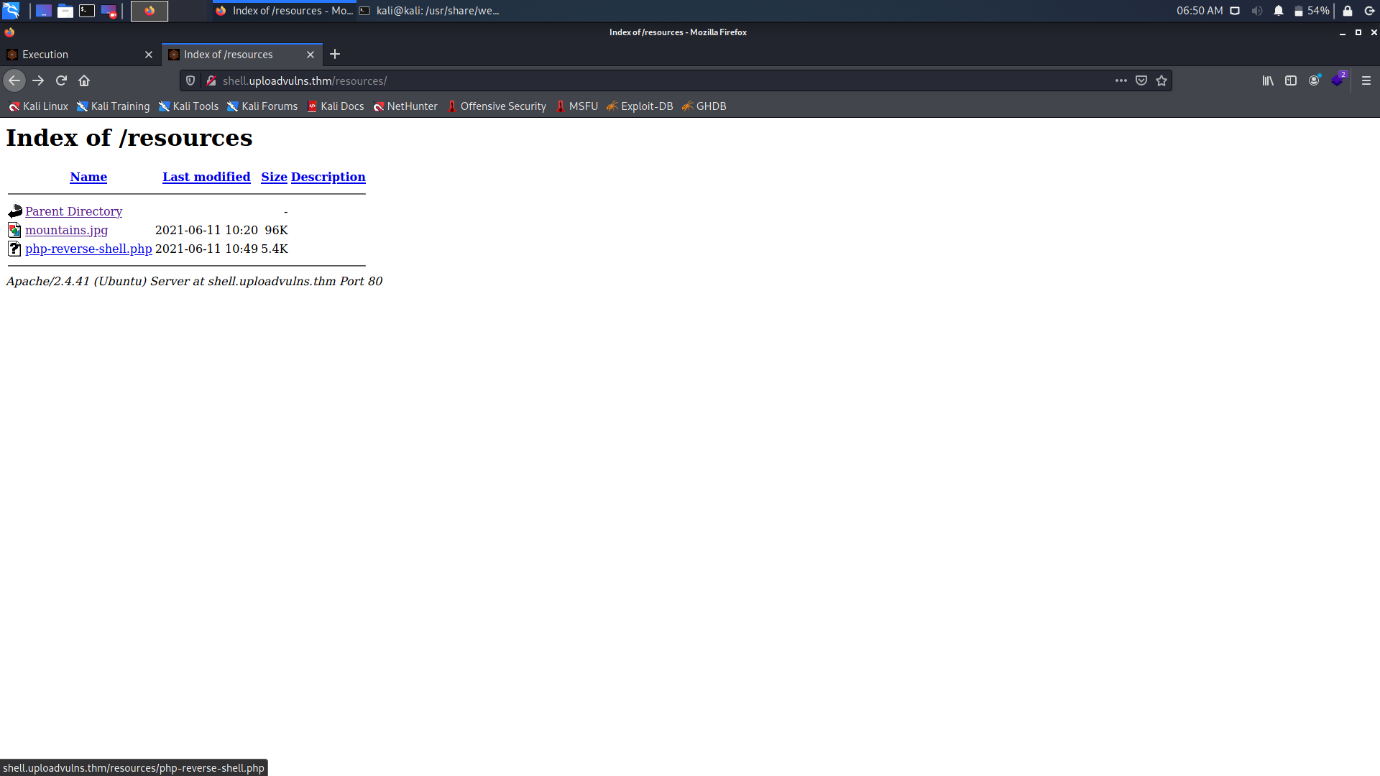 Index of /resources - Mo... kali@kali: /usr/share/we... 06:50 AM 54%
Index of /resources - Mozilla Firefox
Execution Index of /resources
shell.uploadvulns.thm/resources/ 2
Kali Linux Kali Training Kali Tools Kali Forums Kali Docs NetHunter Offensive Security MSFU Exploit-DB GHDB
Index of /resources
Name Last modified Size Description
Parent Directory -
mountains.jpg 2021-06-11 10:20 96K
php-reverse-shell.php 2021-06-11 10:49 5.4K
Apache/2.4.41 (Ubuntu) Server at shell.uploadvulns.thm Port 80
shell.uploadvulns.thm/resources/php-reverse-shell.php